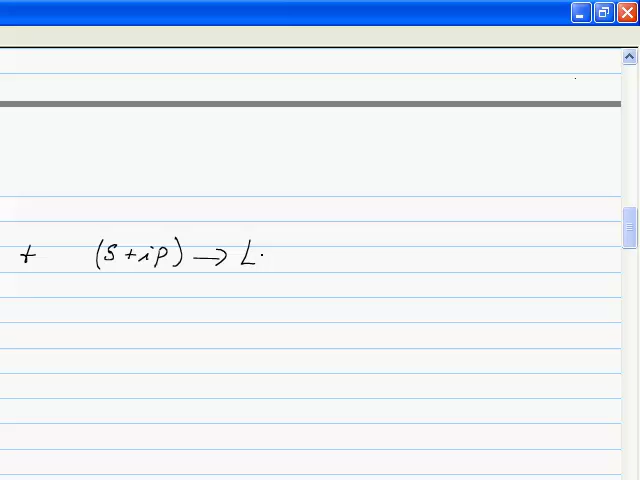 + (S+ip) → L.